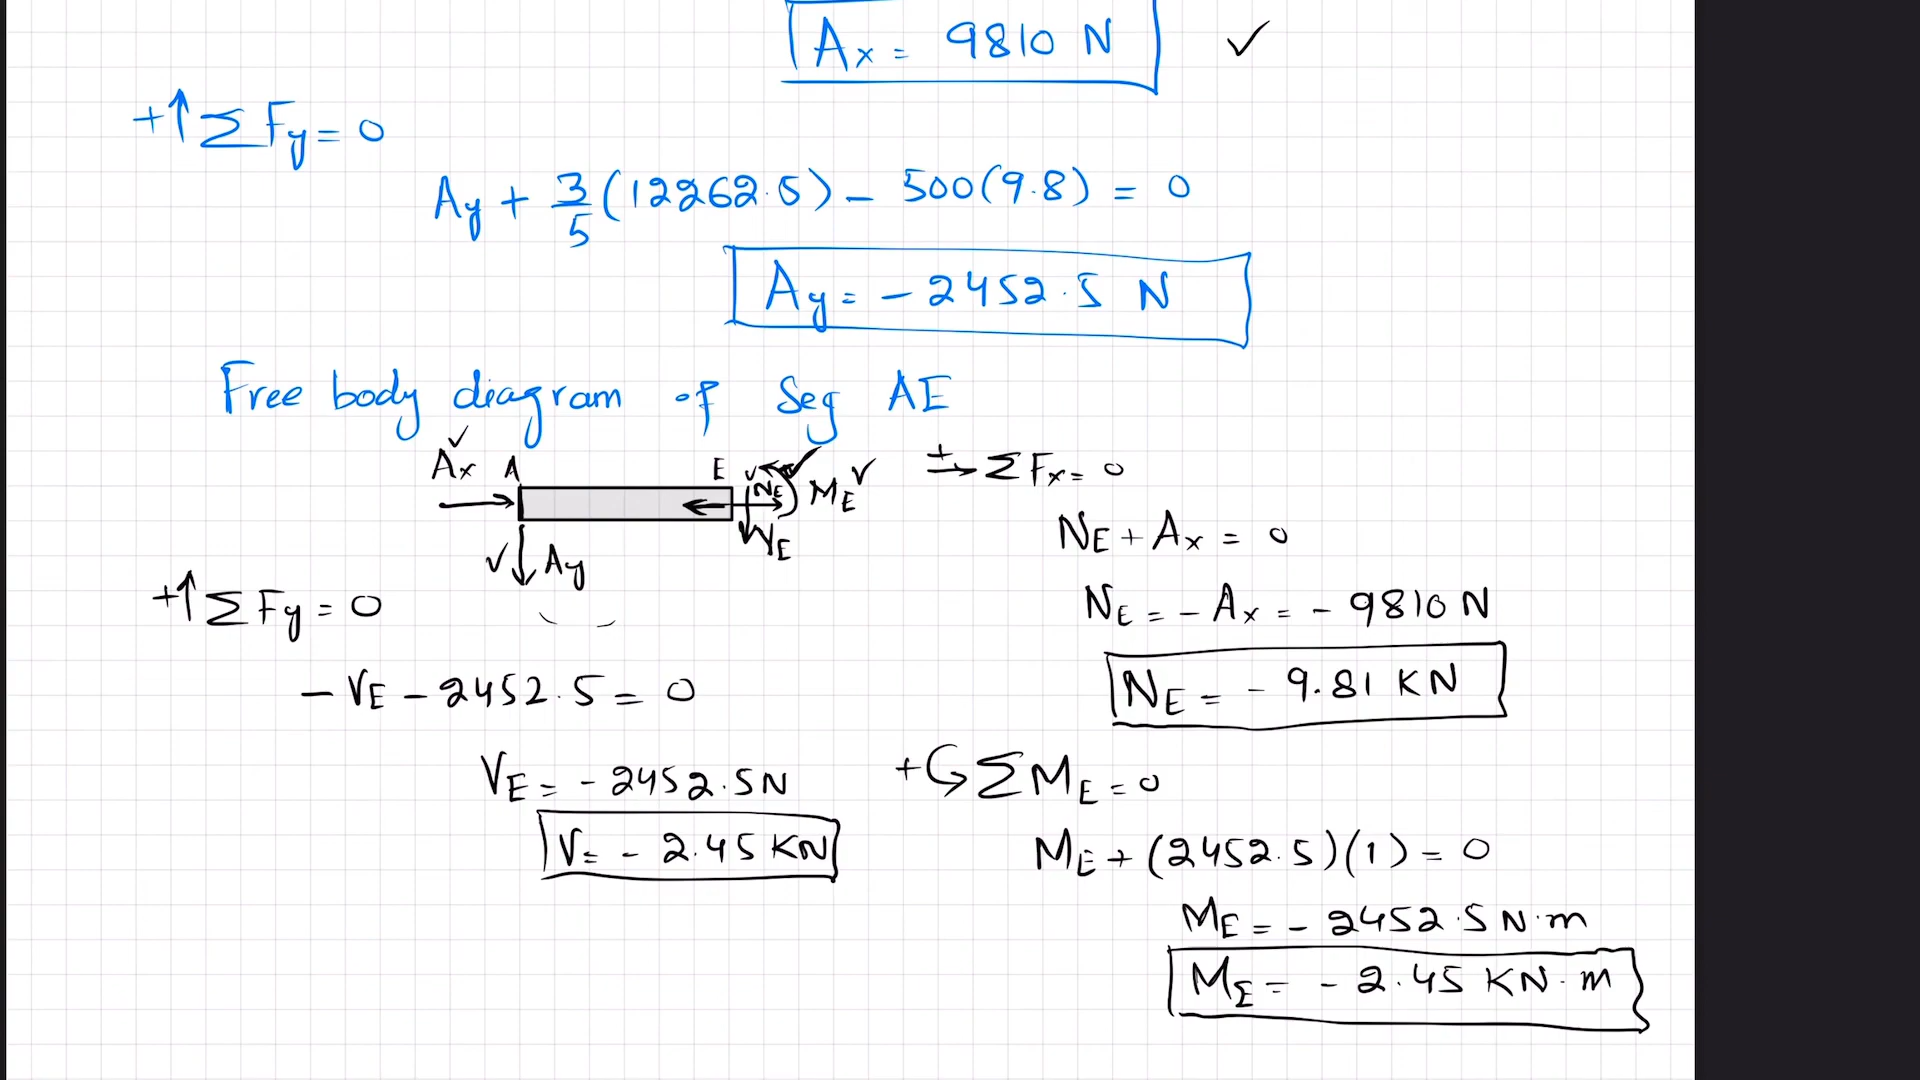 Ax = 9810 N ✓
+↑ ΣFy = 0
Ay + 3/5 (12262.5) - 500(9.8) = 0
Ay = - 2452.5 N
Free body diagram of Seg AE
Ax A E NE ME
VE
Ay
+→ ΣFx = 0
NE + Ax = 0
NE = - Ax = - 9810 N
NE = - 9.81 KN
+↑ ΣFy = 0
- VE - 2452.5 = 0
VE = - 2452.5N
V = - 2.45 KN
+↺ ΣME = 0
ME + (2452.5)(1) = 0
ME = - 2452.5 N·m
ME = - 2.45 KN·m